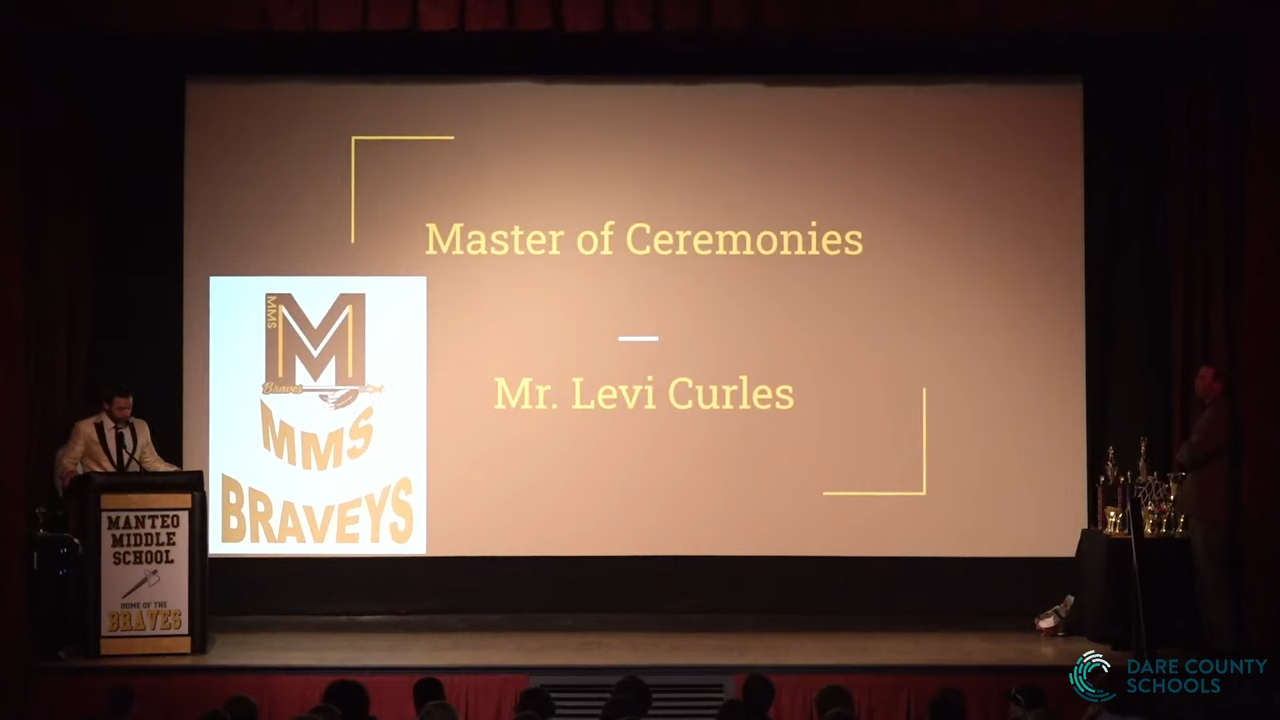 Master of Ceremonies
Mr. Levi Curles
MMS
M
Braves
MMS
BRAVEYS
MANTEO
MIDDLE
SCHOOL
HOME OF THE
BRAVES
DARE COUNTY
SCHOOLS